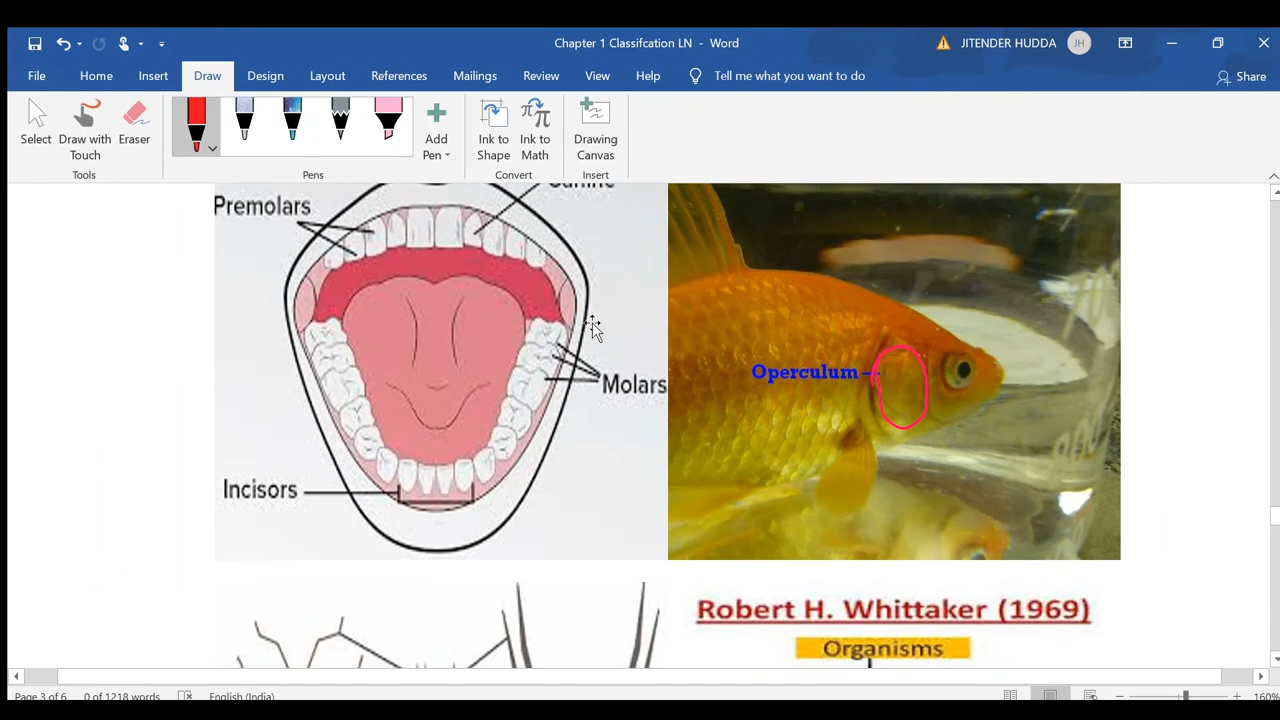 Chapter 1 Classifcation LN - Word
JITENDER HUDDA
JH
File Home Insert Draw Design Layout References Mailings Review View Help Tell me what you want to do
Share
Select
Draw with Touch
Eraser
Add Pen
Ink to Shape
Ink to Math
Drawing Canvas
Tools
Pens
Convert
Insert
Canine
Premolars
Operculum
Molars
Incisors
Robert H. Whittaker (1969)
Organisms
Page 3 of 6 0 of 1218 words English (India)
160%